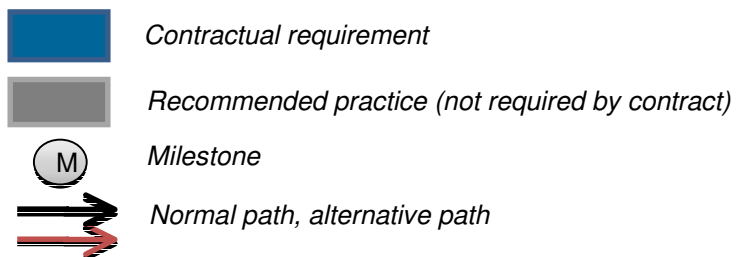 Contractual requirement
Recommended practice (not required by contract)
M
Milestone
Normal path, alternative path